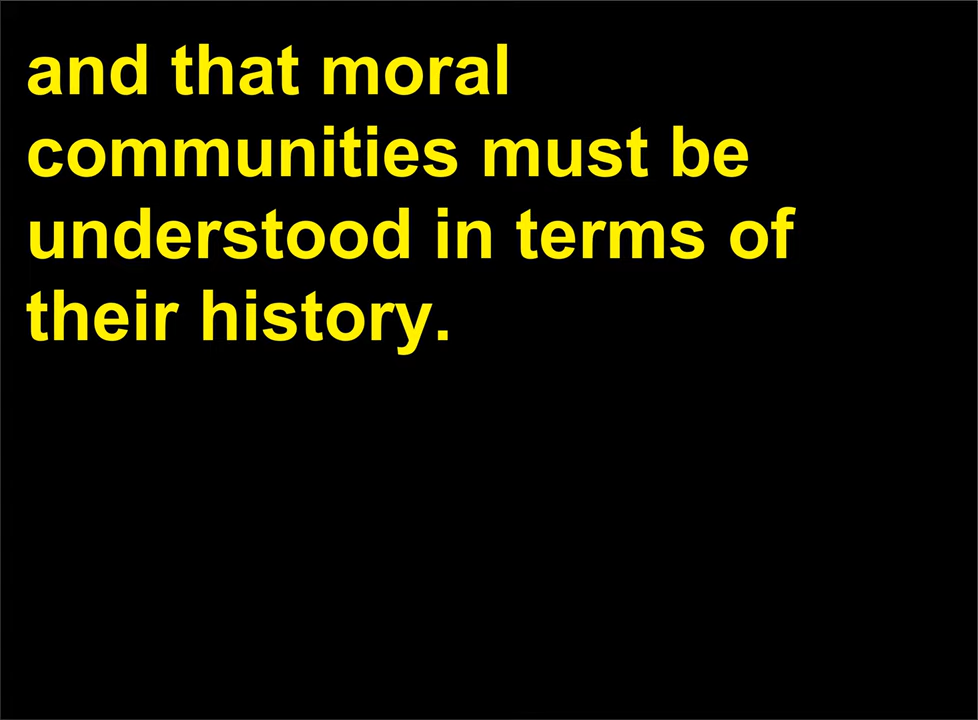 and that moral
communities must be
understood in terms of
their history.